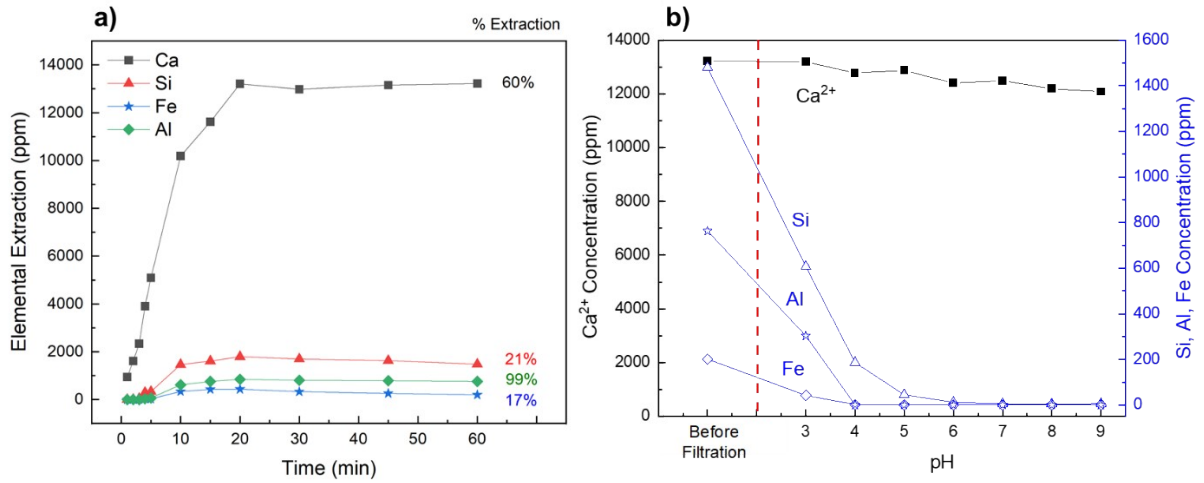 a)
% Extraction
Elemental Extraction (ppm)
14000
12000
10000
8000
6000
4000
2000
0
Ca
Si
Fe
Al
60%
21%
99%
17%
0
10
20
30
40
50
60
Time (min)
b)
Ca2+ Concentration (ppm)
14000
12000
10000
8000
6000
4000
2000
0
Ca2+
Si
Al
Fe
Before
Filtration
3
4
5
6
7
8
9
pH
1600
1400
1200
1000
800
600
400
200
0
Si, Al, Fe Concentration (ppm)